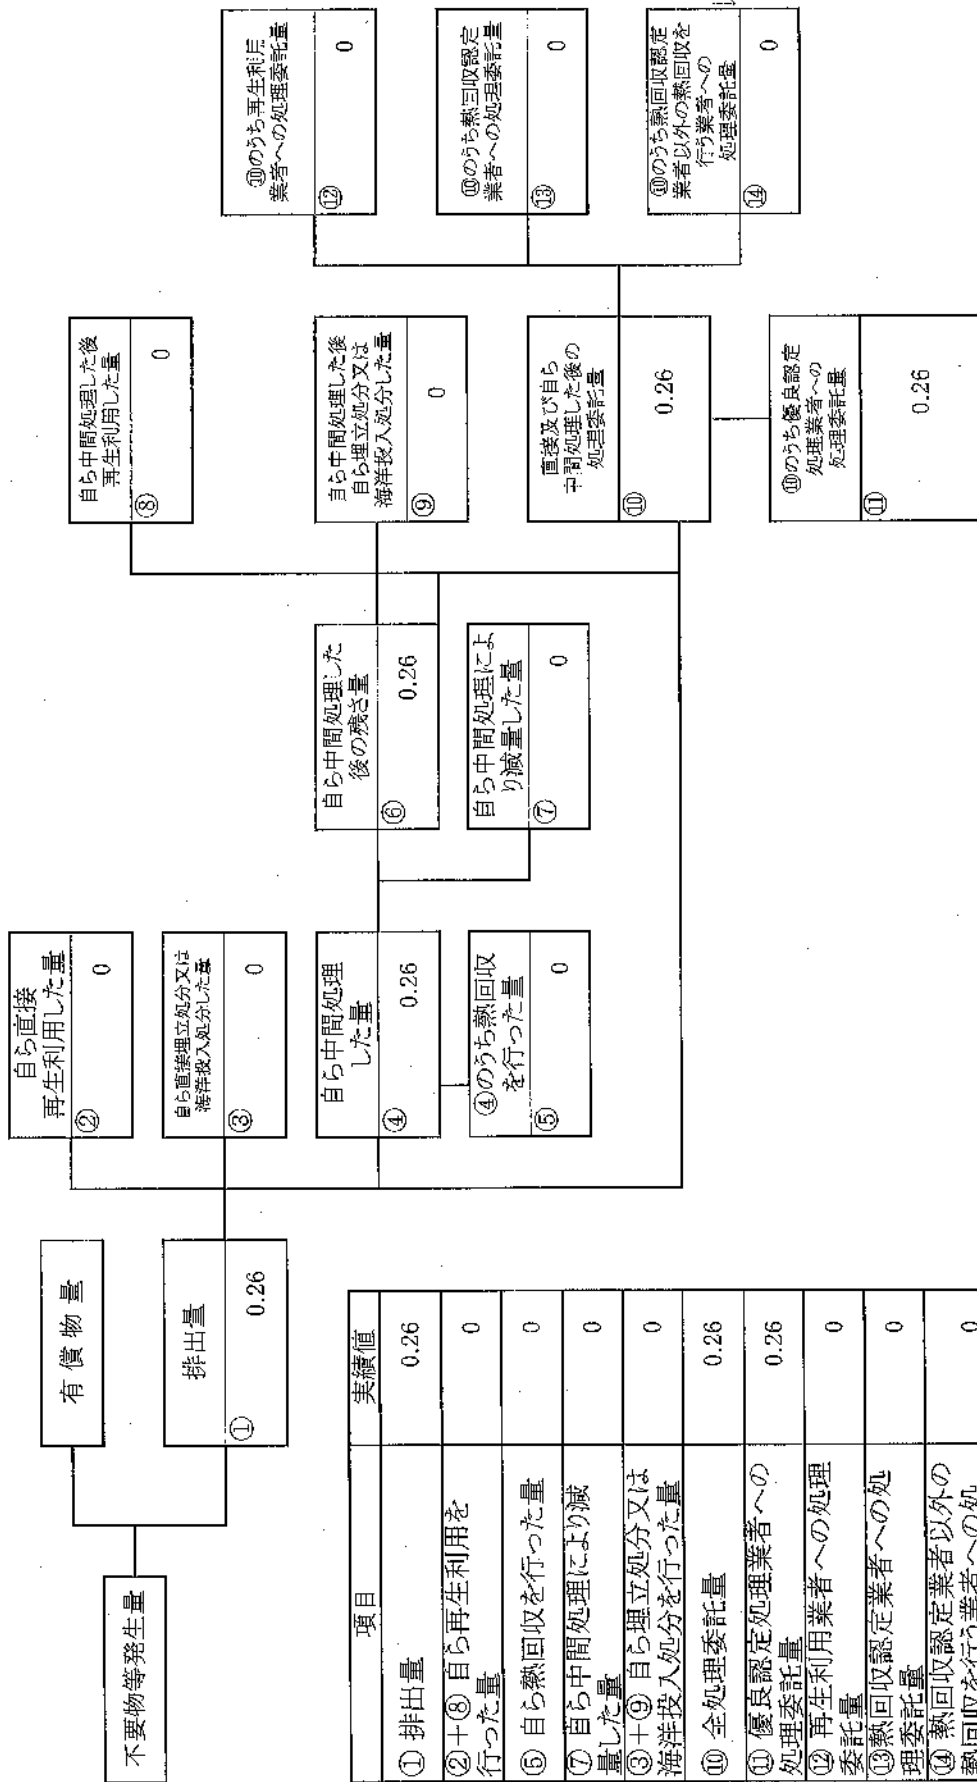 不要物等発生量
有償物量
排出量
①
0.26
自ら直接
再生利用した量
②
0
自ら直接埋立処分又は
海洋投入処分した量
③
0
自ら中間処理
した量
④
0.26
④のうち熱回収
を行った量
⑤
0
自ら中間処理した
後の残さ量
⑥
0.26
自ら中間処理によ
り減量した量
⑦
0
自ら中間処理した後
再生利用した量
⑧
0
自ら中間処理した後
自ら埋立処分又は
海洋投入処分した量
⑨
0
直接及び自ら
中間処理した後の
処理委託量
⑩
0.26
⑩のうち優良認定
処理業者への
処理委託量
⑪
0.26
⑩のうち再生利用
業者への処理委託量
⑫
0
⑩のうち熱回収認定
業者への処理委託量
⑬
0
⑩のうち熱回収認定
業者以外の熱回収を
行う業者への
処理委託量
⑭
0
項目 実績値
① 排出量 0.26
②+⑧ 自ら再生利用を
行った量 0
⑤ 自ら熱回収を行った量 0
⑦ 自ら中間処理により減
量した量 0
③+⑨ 自ら埋立処分又は
海洋投入処分を行った量 0
⑩ 全処理委託量 0.26
⑪ 優良認定処理業者への
処理委託量 0.26
⑫ 再生利用業者への処理
委託量 0
⑬熱回収認定業者への処
理委託量 0
⑭ 熱回収認定業者以外の
熱回収を行う業者への処 0